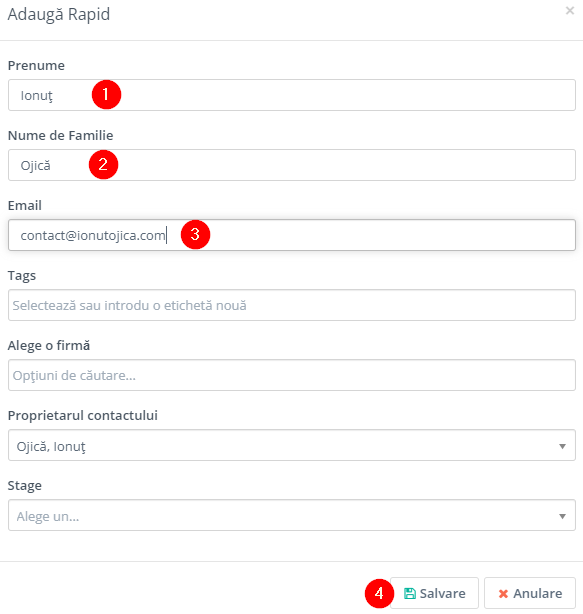 Adaugă Rapid ×
Prenume
Ionuţ 1
Nume de Familie
Ojică 2
Email
contact@ionutojica.com 3
Tags
Selectează sau introdu o etichetă nouă
Alege o firmă
Opţiuni de căutare...
Proprietarul contactului
Ojică, Ionuţ
Stage
Alege un...
4 Salvare Anulare